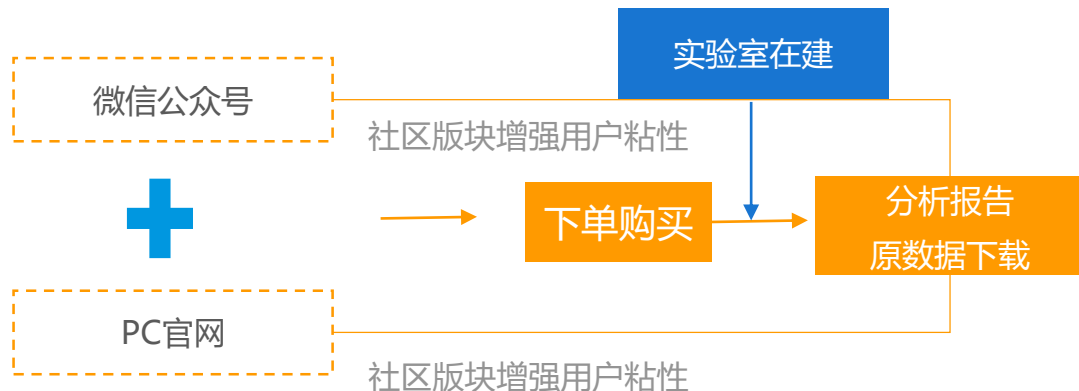 实验室在建
微信公众号
社区版块增强用户粘性
下单购买
分析报告
原数据下载
PC官网
社区版块增强用户粘性